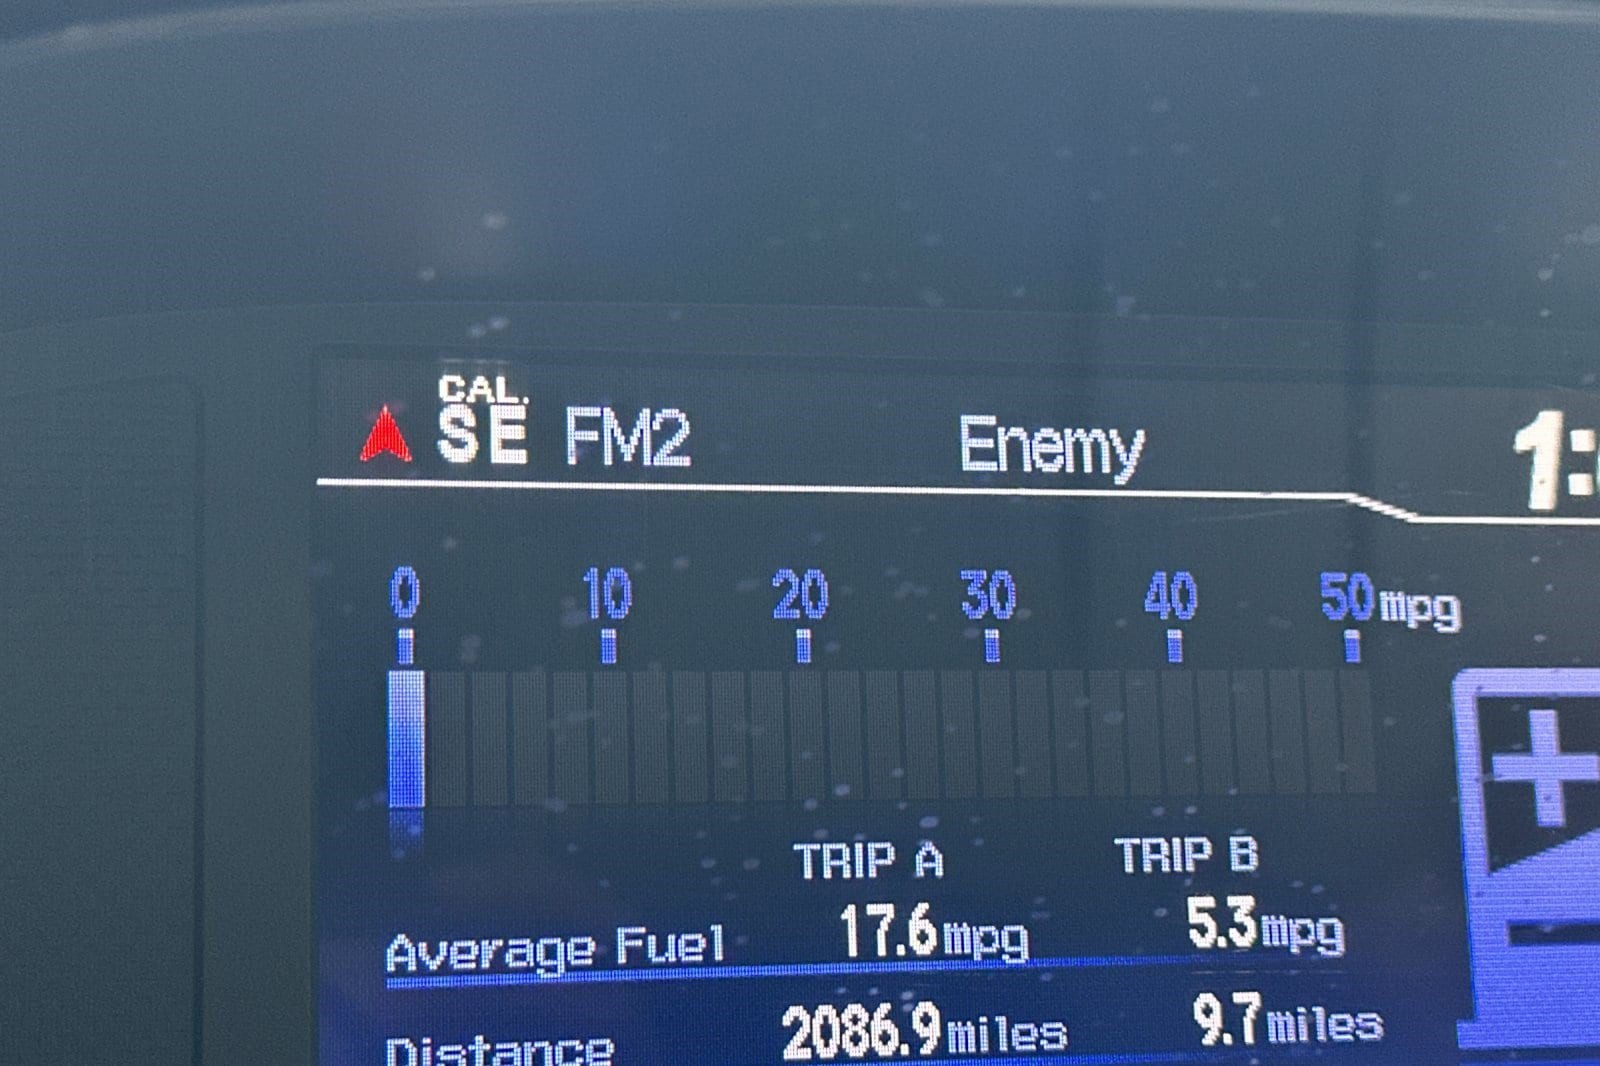 CAL.
SE FM2 Enemy 1:
0 10 20 30 40 50 mpg
TRIP A TRIP B
Average Fuel 17.6 mpg 5.3 mpg
Distance 2086.9 miles 9.7 miles